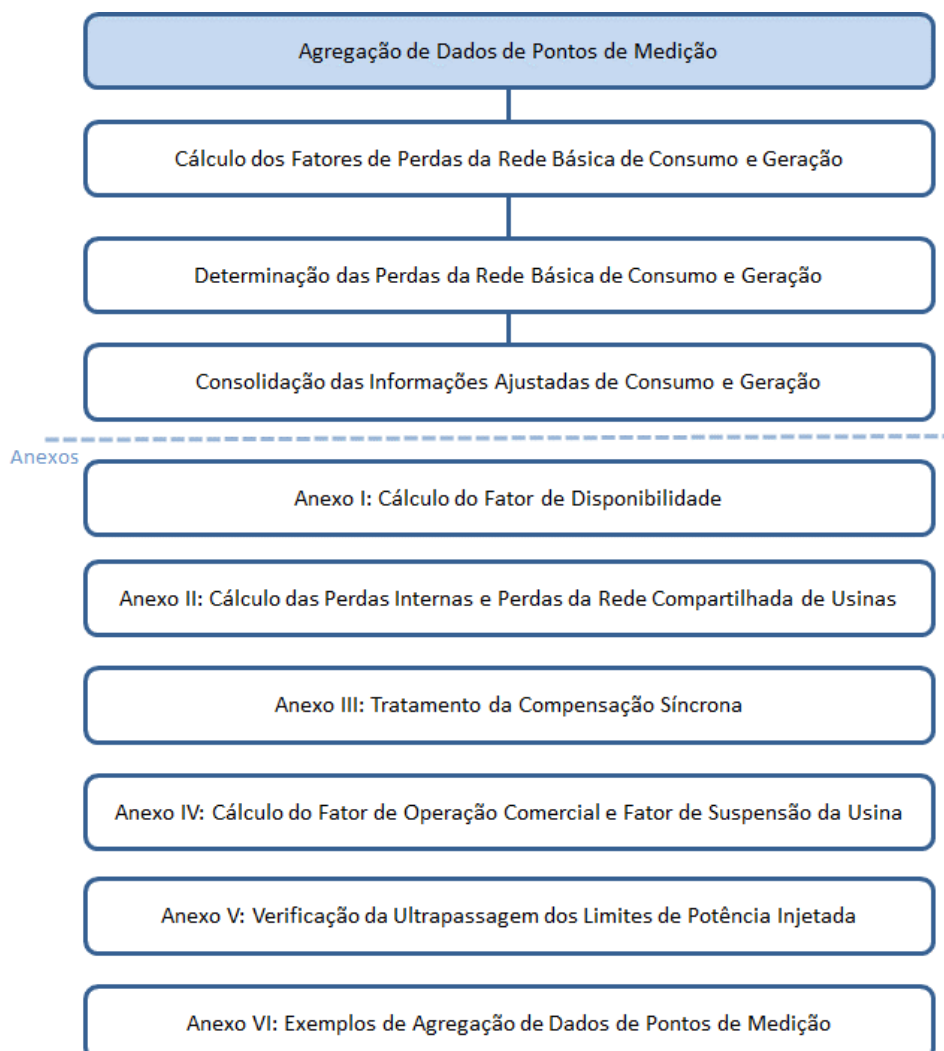 Agregação de Dados de Pontos de Medição
Cálculo dos Fatores de Perdas da Rede Básica de Consumo e Geração
Determinação das Perdas da Rede Básica de Consumo e Geração
Consolidação das Informações Ajustadas de Consumo e Geração
Anexos
Anexo I: Cálculo do Fator de Disponibilidade
Anexo II: Cálculo das Perdas Internas e Perdas da Rede Compartilhada de Usinas
Anexo III: Tratamento da Compensação Síncrona
Anexo IV: Cálculo do Fator de Operação Comercial e Fator de Suspensão da Usina
Anexo V: Verificação da Ultrapassagem dos Limites de Potência Injetada
Anexo VI: Exemplos de Agregação de Dados de Pontos de Medição